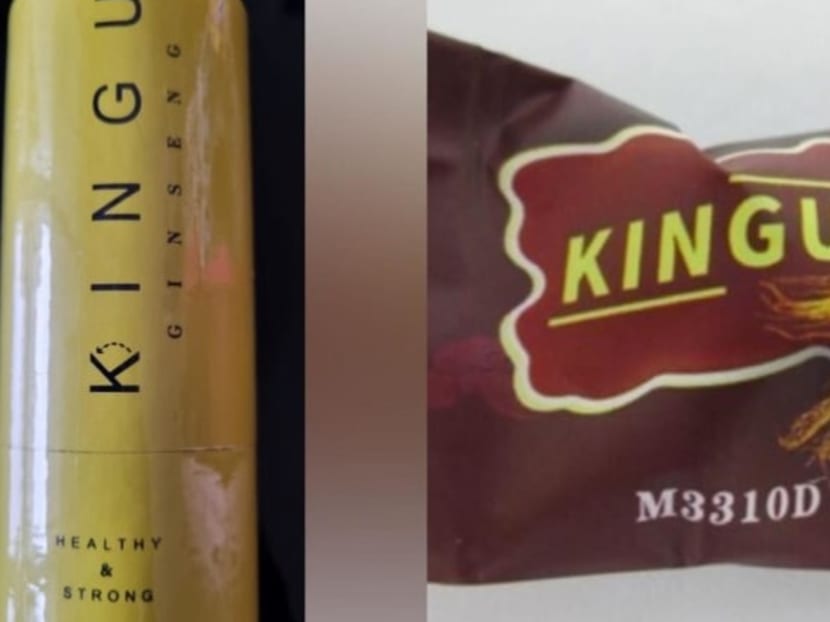 KINGU
GINSENG
HEALTHY
&
STRONG
KINGU
M3310D